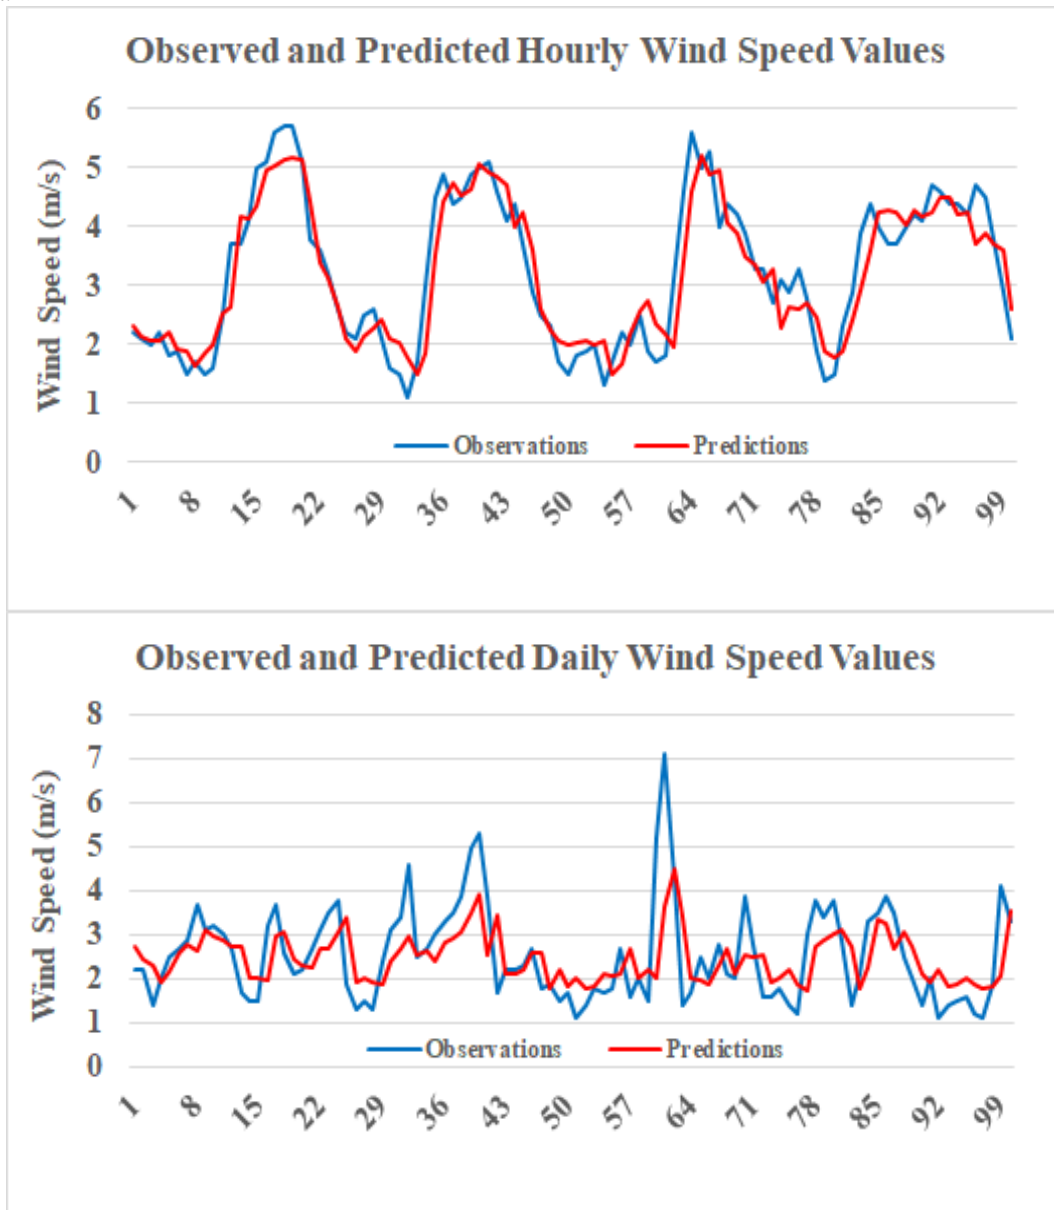 Observed and Predicted Hourly Wind Speed Values
Wind Speed (m/s)
6
5
4
3
2
1
0
Observations Predictions
1 8 15 22 29 36 43 50 57 64 71 78 85 92 99
Observed and Predicted Daily Wind Speed Values
Wind Speed (m/s)
8
7
6
5
4
3
2
1
0
Observations Predictions
1 8 15 22 29 36 43 50 57 64 71 78 85 92 99